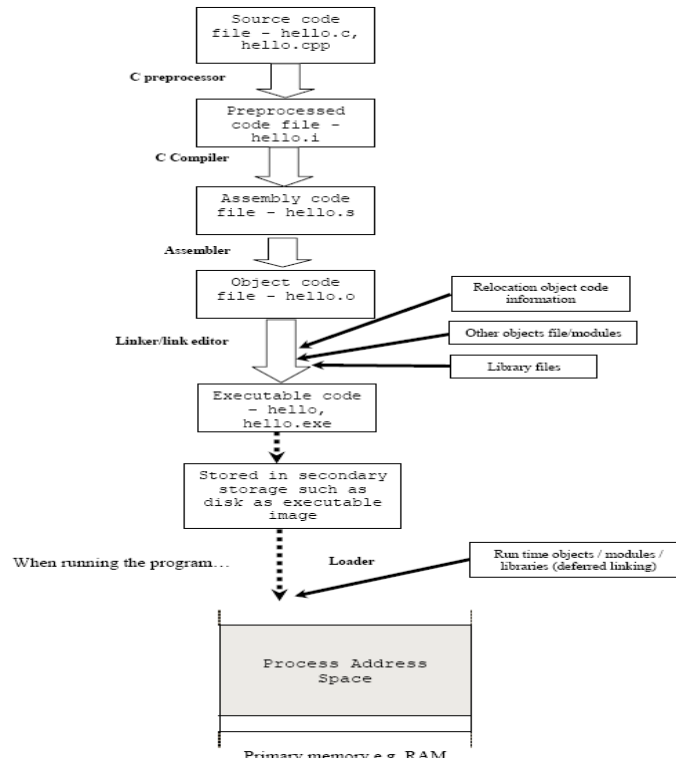 Source code
file – hello.c,
hello.cpp
C preprocessor
Preprocessed
code file –
hello.i
C Compiler
Assembly code
file – hello.s
Assembler
Object code
file – hello.o
Relocation object code
information
Linker/link editor
Other objects file/modules
Library files
Executable code
– hello,
hello.exe
Stored in secondary
storage such as
disk as executable
image
When running the program…
Loader
Run time objects / modules /
libraries (deferred linking)
Process Address
Space
Primary memory e.g. RAM